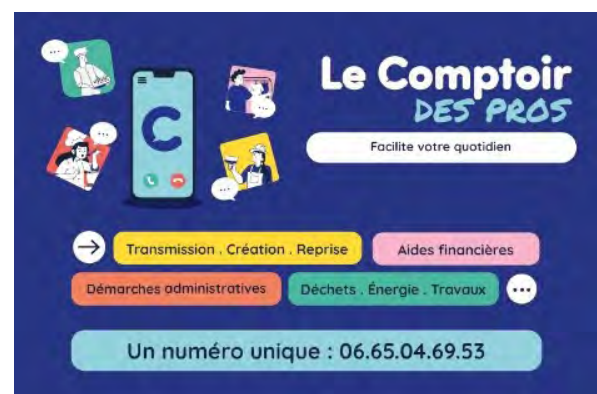 Le Comptoir
DES PROS
Facilite votre quotidien
C
Transmission . Création . Reprise
Aides financières
Démarches administratives
Déchets . Énergie . Travaux
Un numéro unique : 06.65.04.69.53